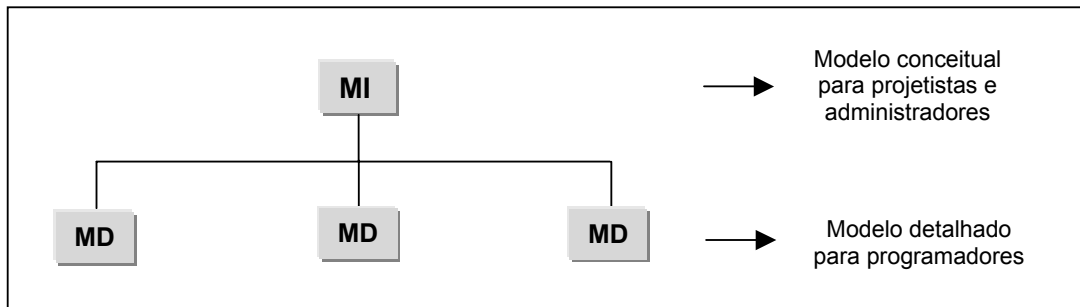 MI
Modelo conceitual
para projetistas e
administradores
MD
MD
MD
Modelo detalhado
para programadores